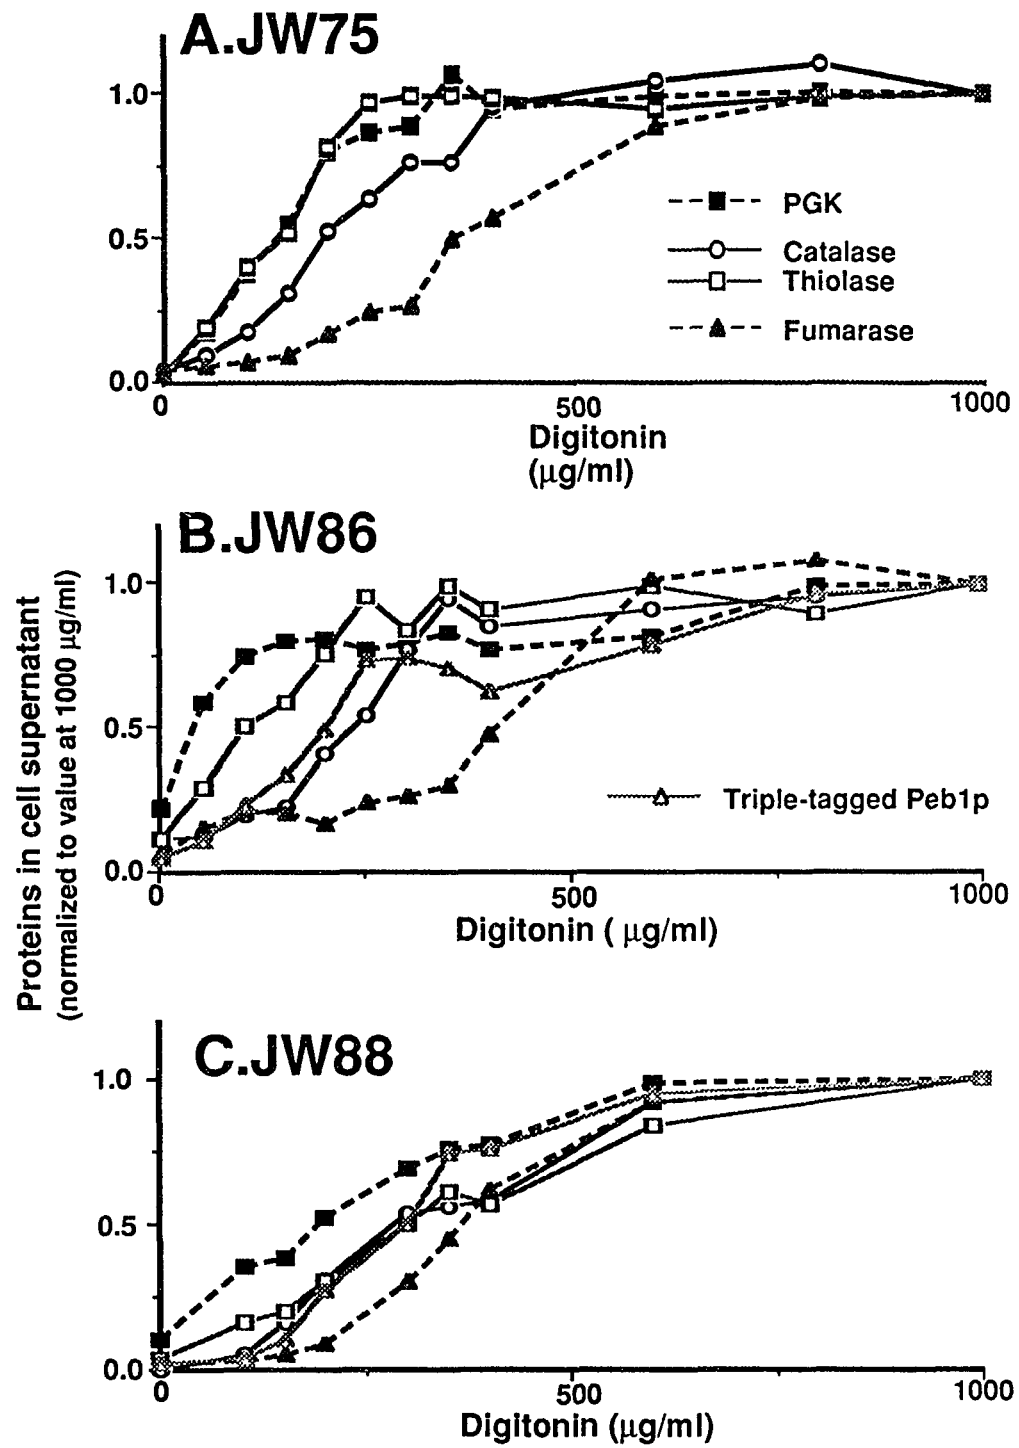 A.JW75
1.0
0.5
0.0
PGK
Catalase
Thiolase
Fumarase
0
500
1000
Digitonin
(μg/ml)
Proteins in cell supernatant
(normalized to value at 1000 μg/ml)
B.JW86
1.0
0.5
0.0
Triple-tagged Peb1p
0
500
1000
Digitonin ( μg/ml)
C.JW88
1.0
0.5
0.0
0
500
1000
Digitonin (μg/ml)